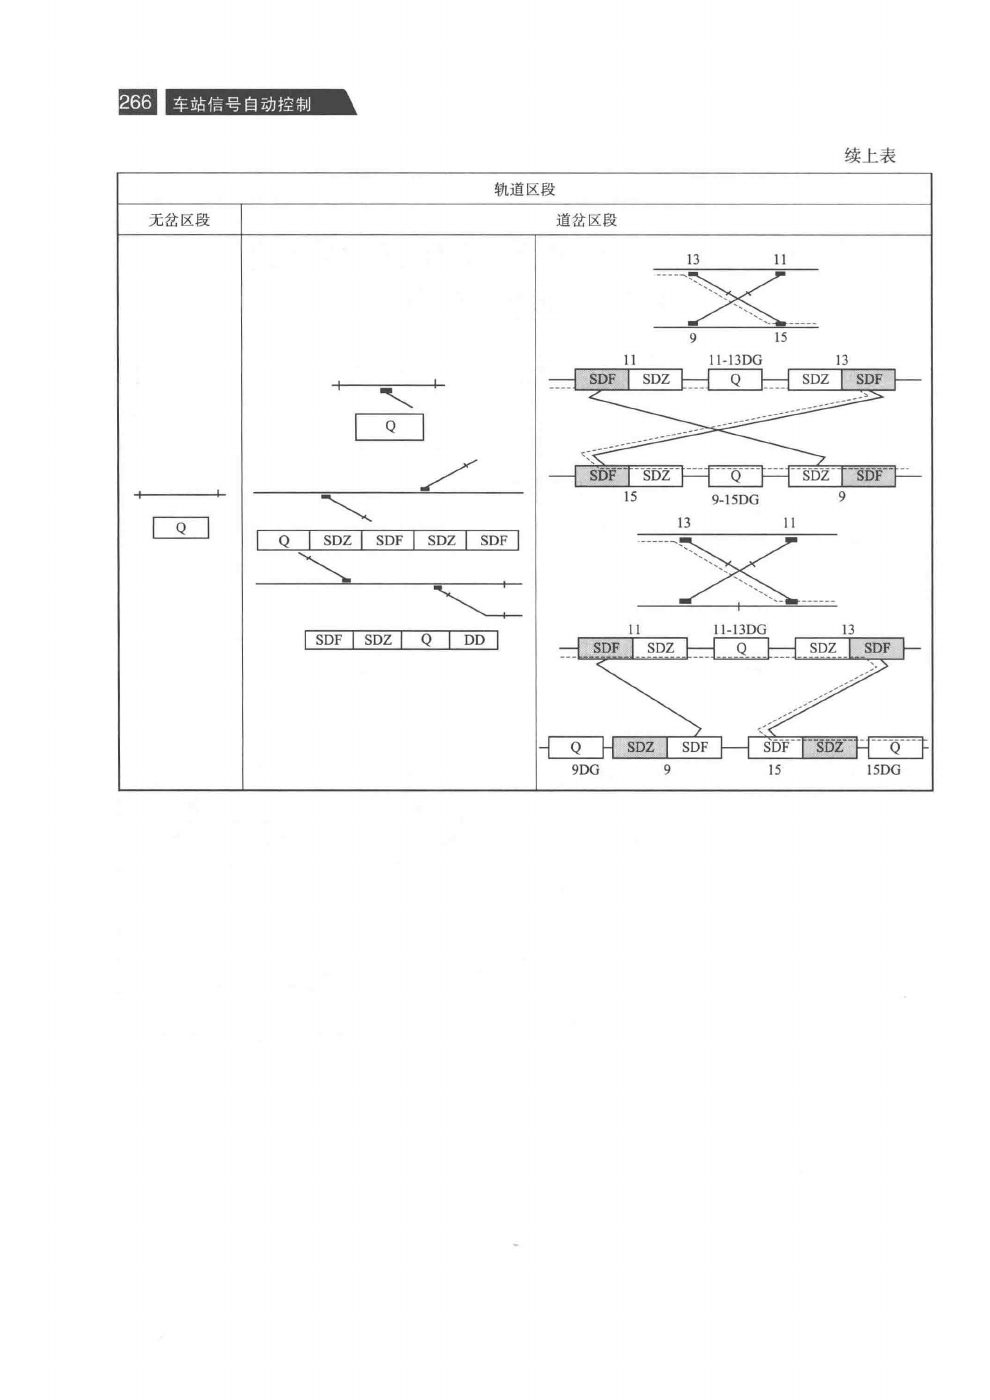 266 车站信号自动控制
续上表
轨道区段
无岔区段 道岔区段
Q
Q
Q SDZ SDF SDZ SDF
SDF SDZ Q DD
13 11
9 15
11 11-13DG 13
SDF SDZ Q SDZ SDF
SDF SDZ Q SDZ SDF
15 9-15DG 9
13 11
11 11-13DG 13
SDF SDZ Q SDZ SDF
Q SDZ SDF SDF SDZ Q
9DG 9 15 15DG